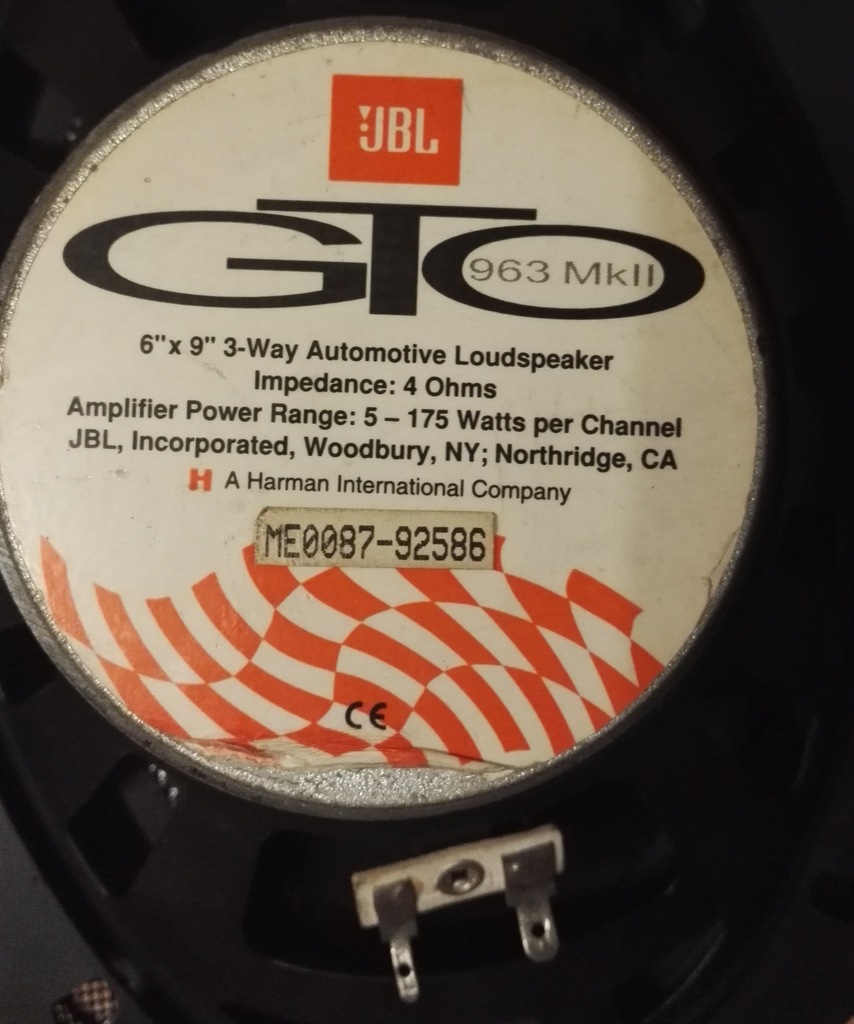 JBL
GTO
963 MkII
6"x 9" 3-Way Automotive Loudspeaker
Impedance: 4 Ohms
Amplifier Power Range: 5 – 175 Watts per Channel
JBL, Incorporated, Woodbury, NY; Northridge, CA
H A Harman International Company
ME0087-92586
CE